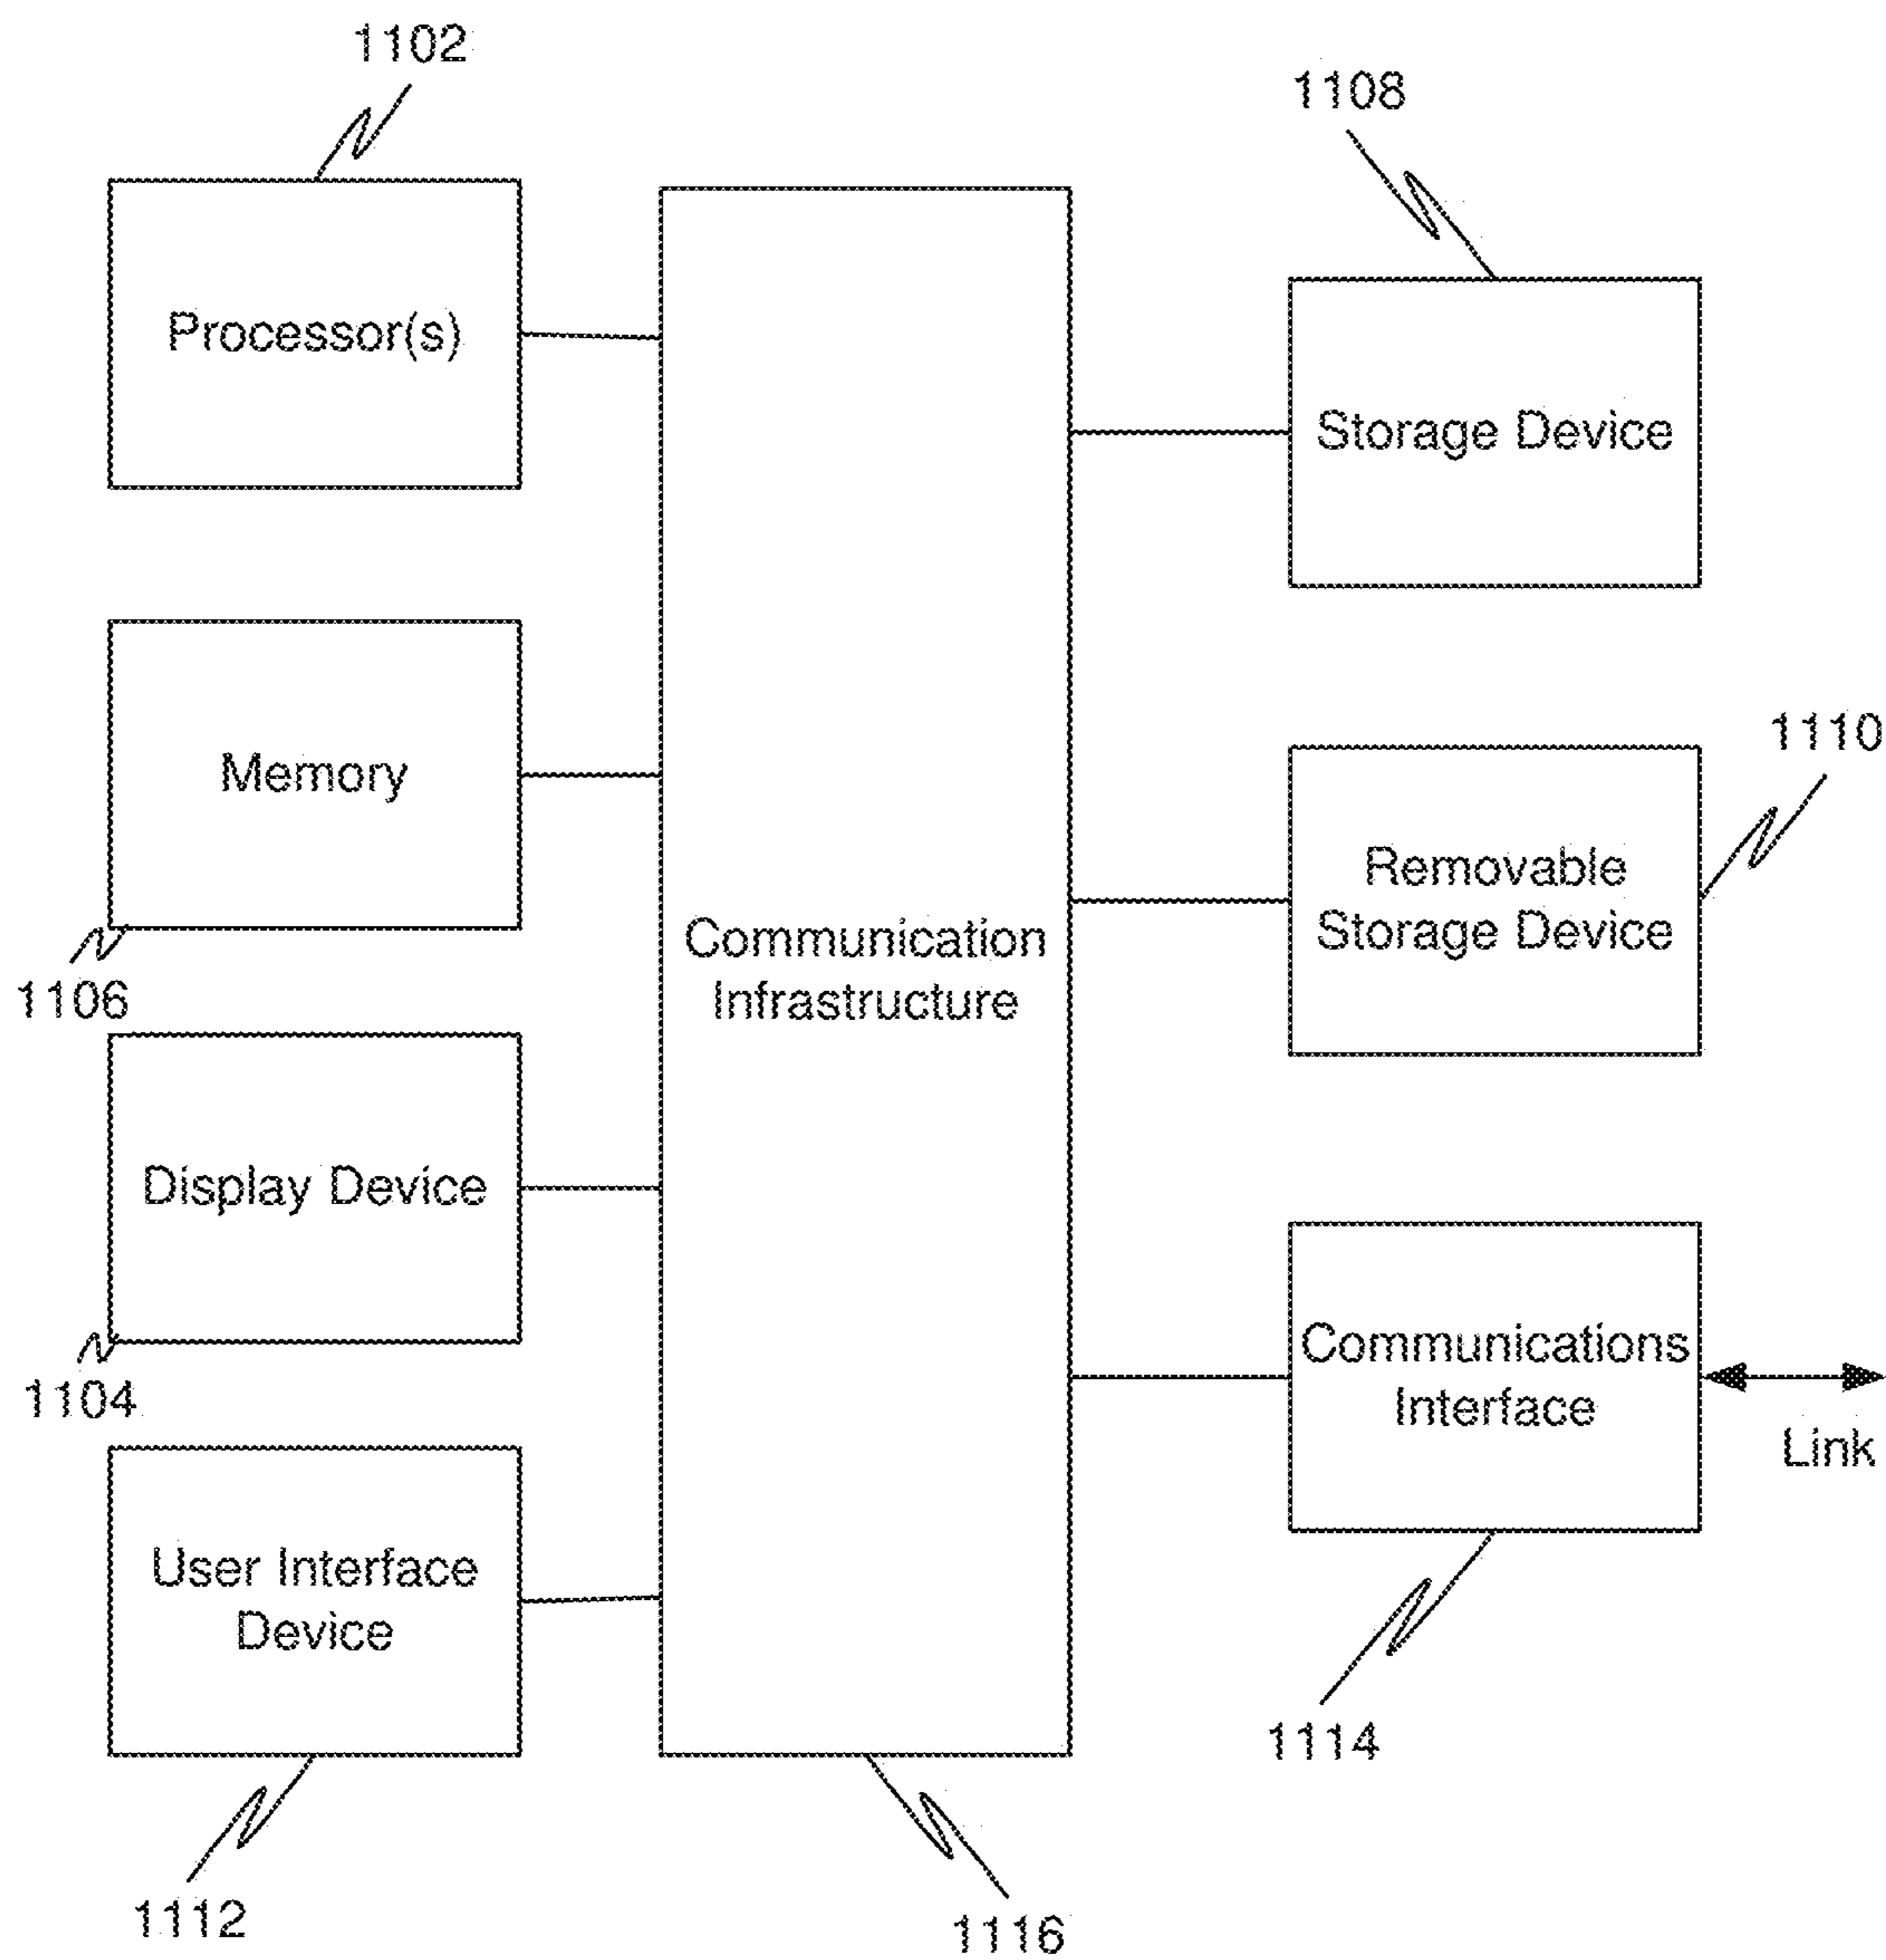 1102
1108
Processor(s)
Storage Device
1110
Memory
Removable
Storage Device
Communication
Infrastructure
1106
Display Device
Communications
Interface
Link
1104
User Interface
Device
1114
1112
1116